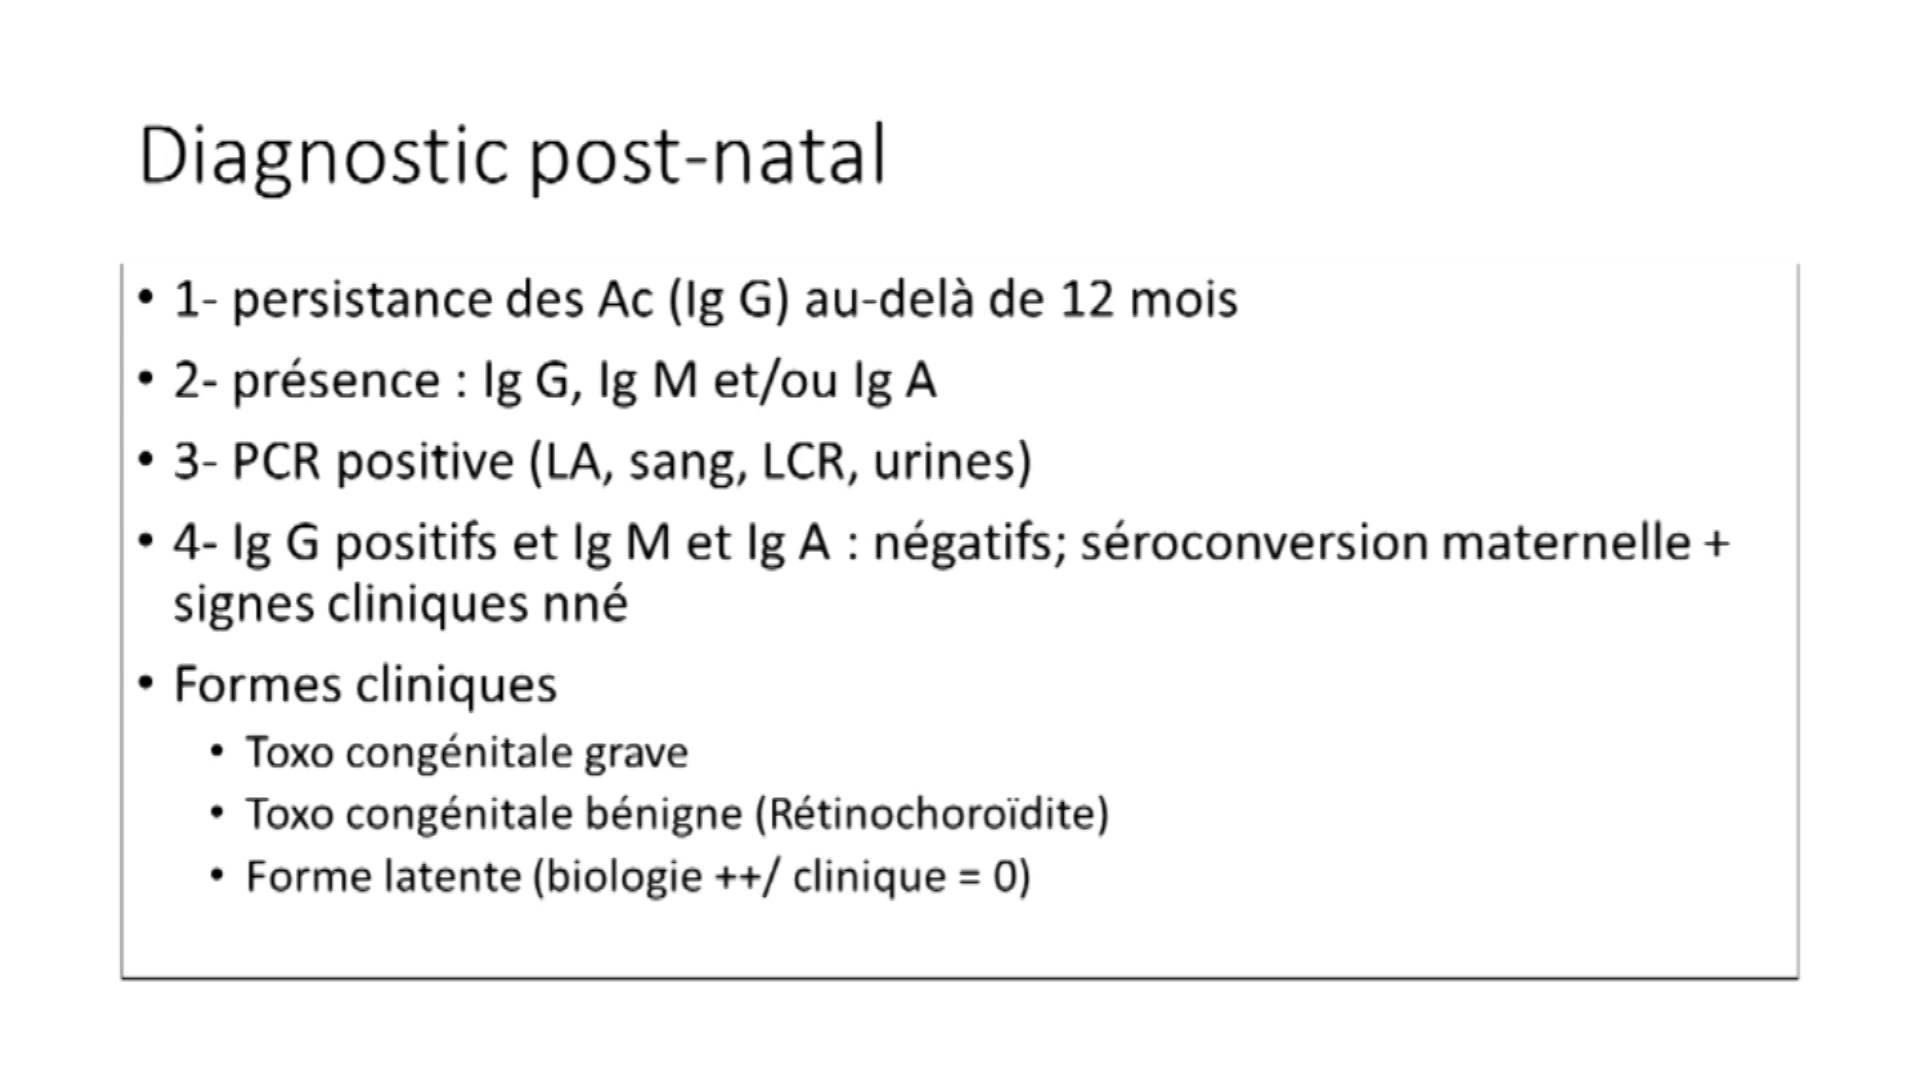 Diagnostic post-natal
• 1- persistance des Ac (Ig G) au-delà de 12 mois
• 2- présence : Ig G, Ig M et/ou Ig A
• 3- PCR positive (LA, sang, LCR, urines)
• 4- Ig G positifs et Ig M et Ig A : négatifs; séroconversion maternelle +
signes cliniques nné
• Formes cliniques
• Toxo congénitale grave
• Toxo congénitale bénigne (Rétinochoroïdite)
• Forme latente (biologie ++/ clinique = 0)